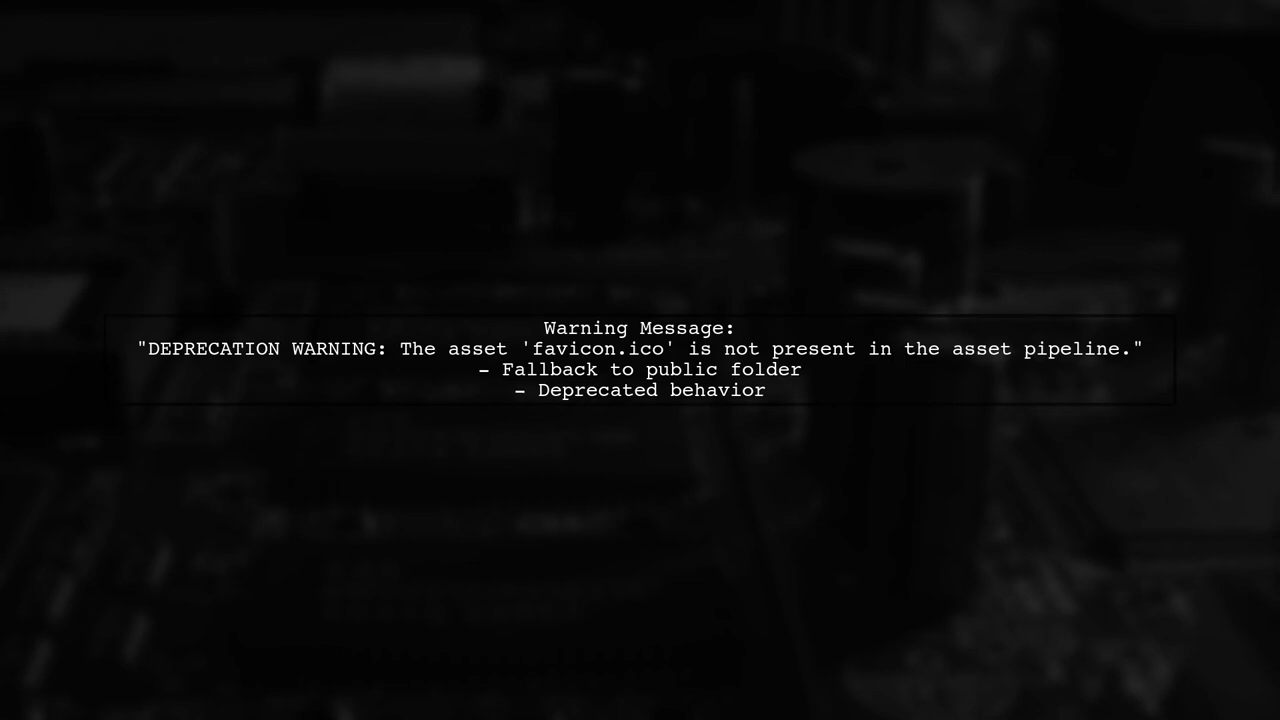 Warning Message:
"DEPRECATION WARNING: The asset 'favicon.ico' is not present in the asset pipeline."
– Fallback to public folder
– Deprecated behavior